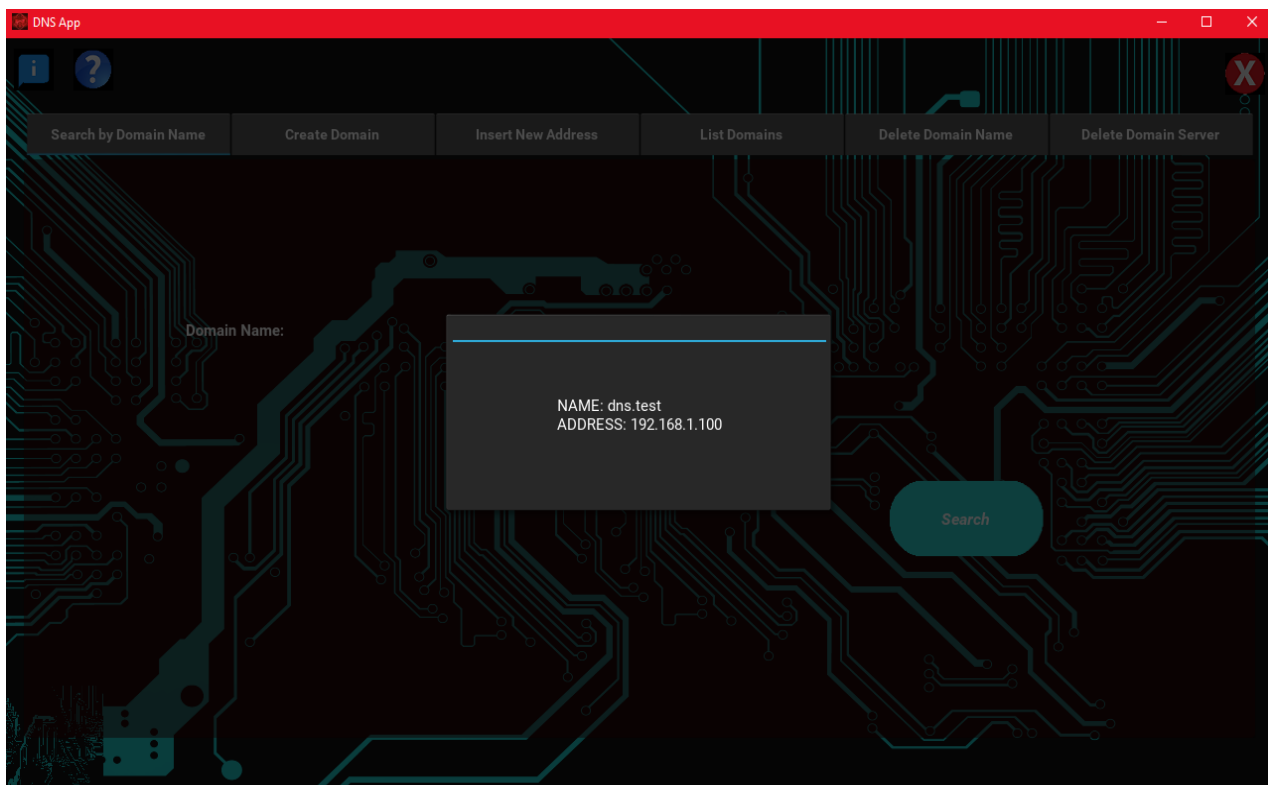 DNS App
Search by Domain Name
Create Domain
Insert New Address
List Domains
Delete Domain Name
Delete Domain Server
Domain Name:
NAME: dns.test
ADDRESS: 192.168.1.100
Search